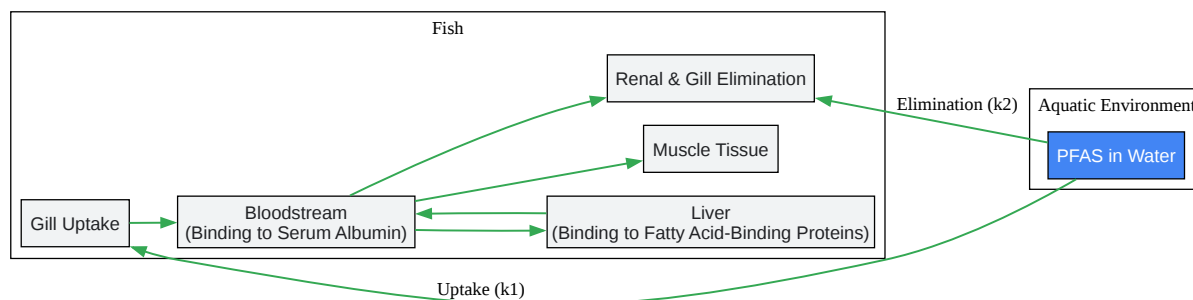 Fish
Renal & Gill Elimination
Elimination (k2)
Aquatic Environment
PFAS in Water
Muscle Tissue
Gill Uptake
Bloodstream
(Binding to Serum Albumin)
Liver
(Binding to Fatty Acid-Binding Proteins)
Uptake (k1)